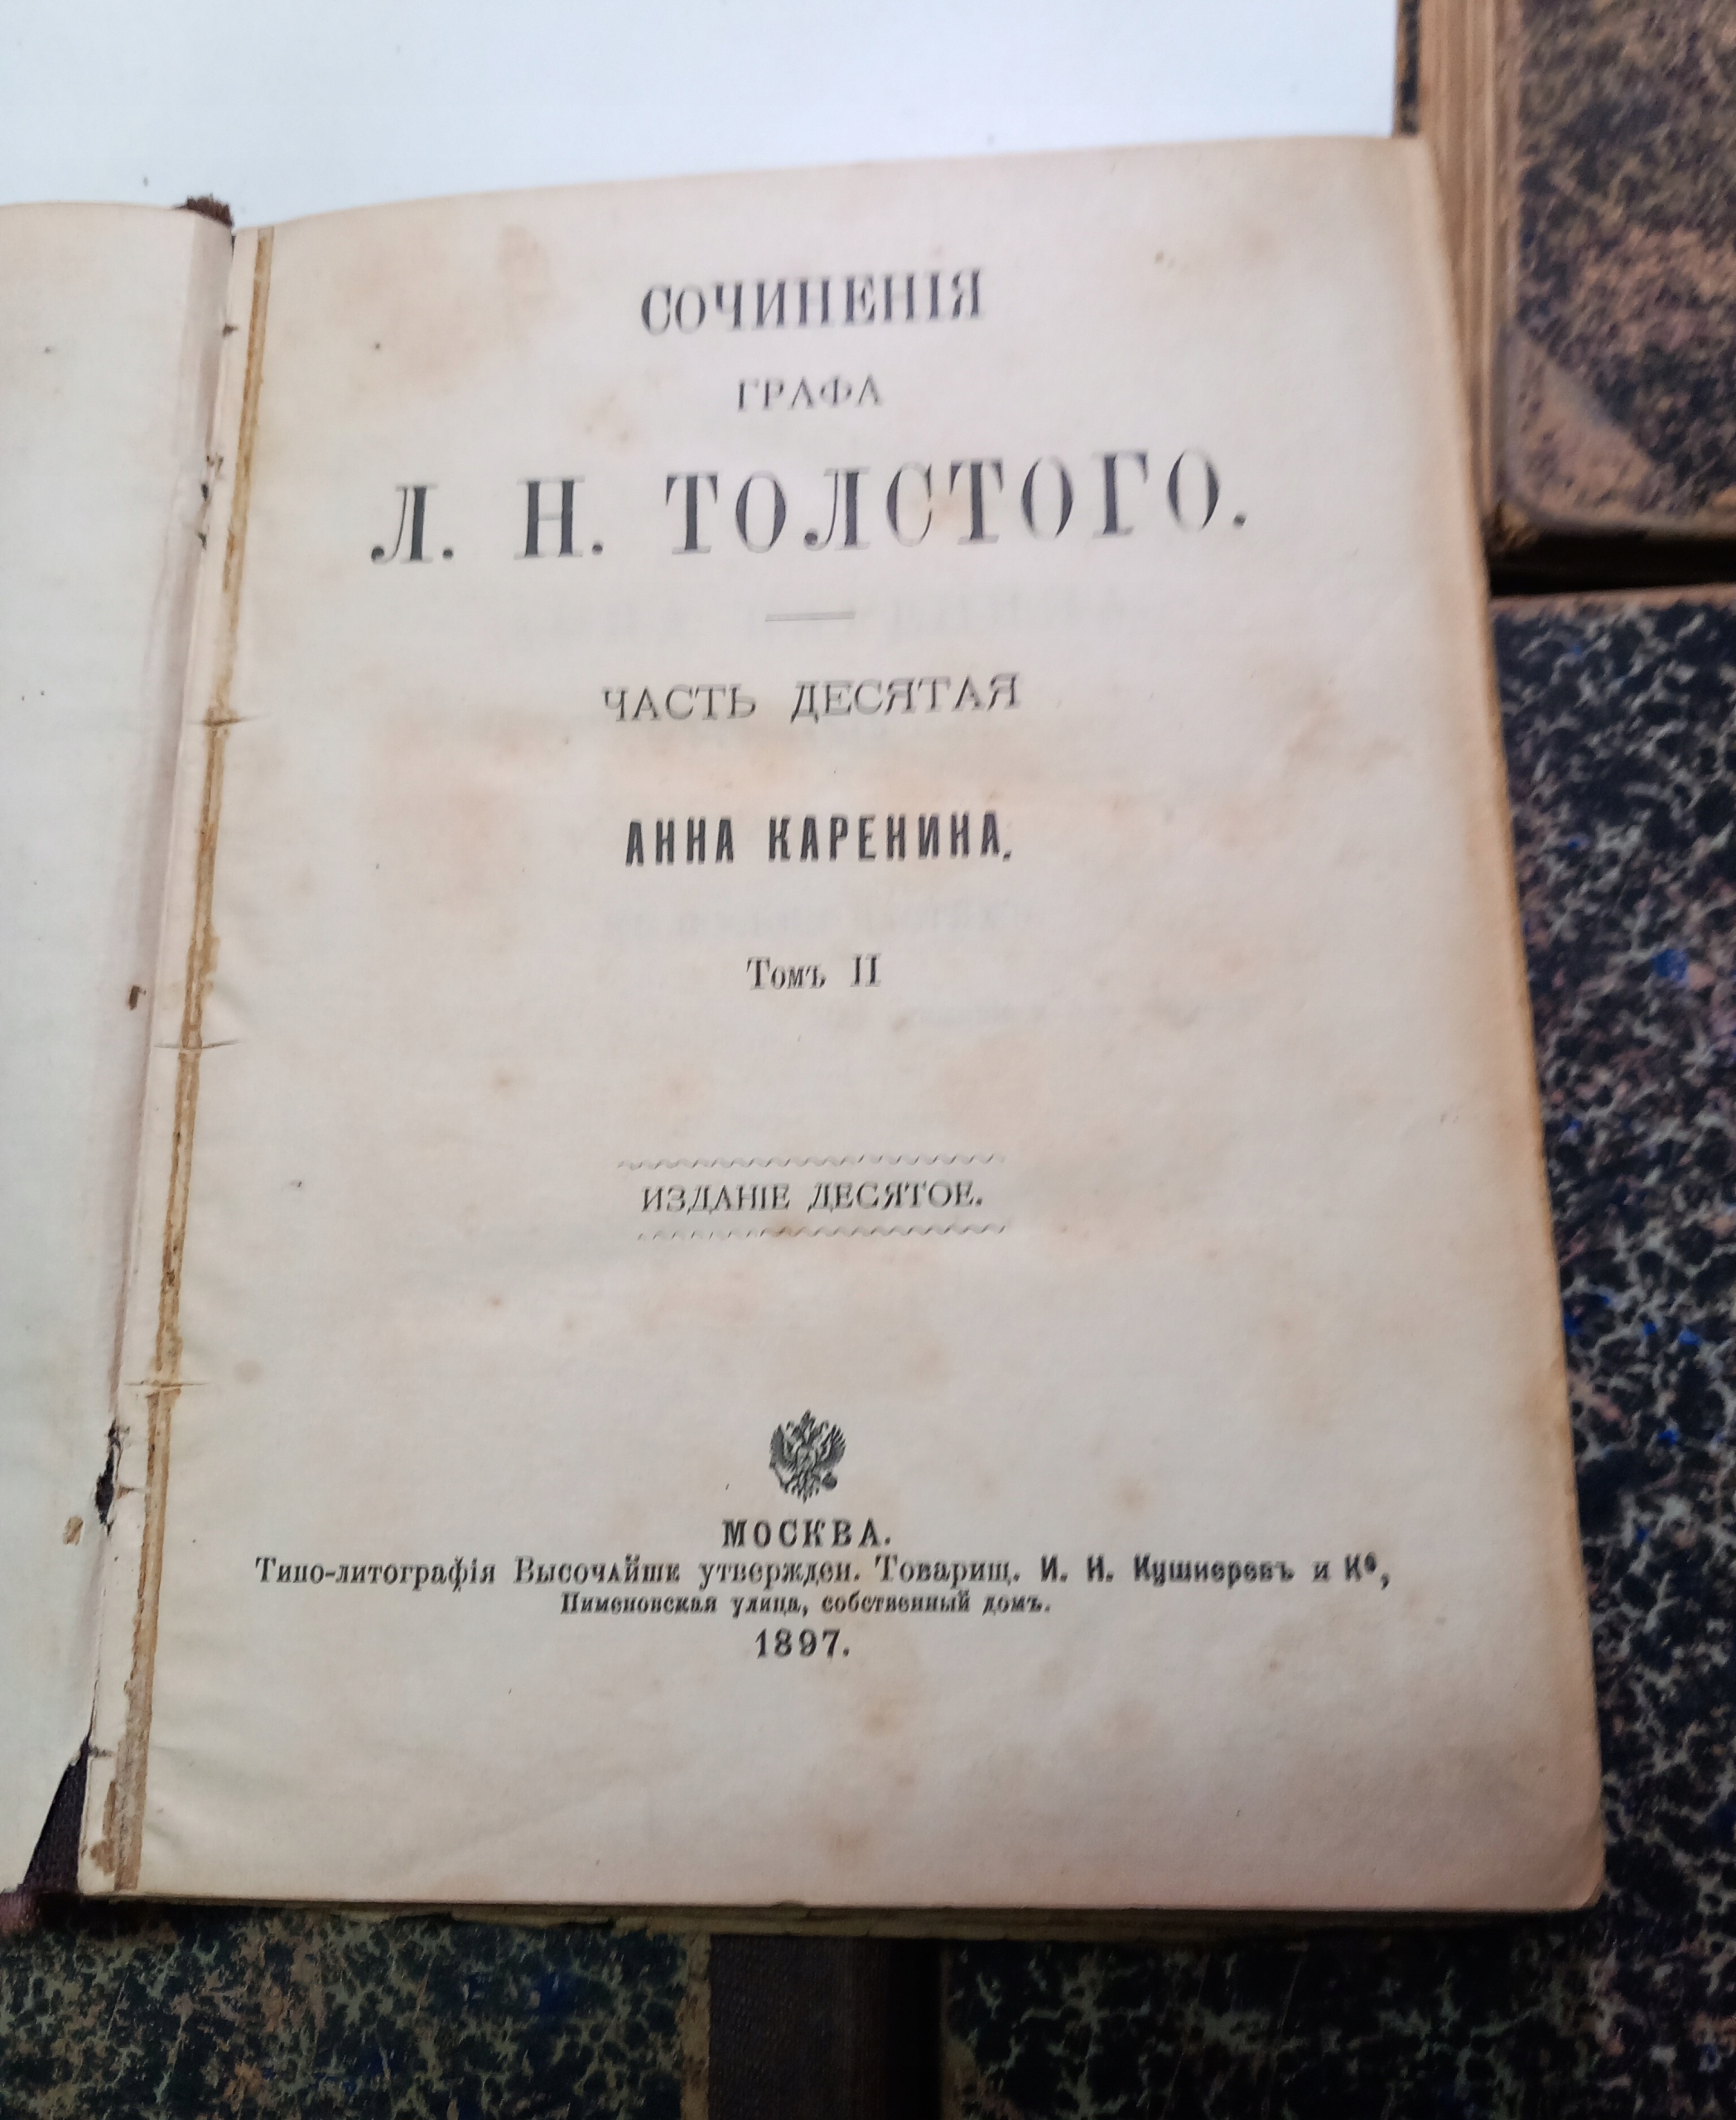 СОЧИНЕНІЯ
ГРАФА
Л. Н. ТОЛСТОГО.
ЧАСТЬ ДЕСЯТАЯ
АННА КАРЕНИНА.
Томъ II
ИЗДАНІЕ ДЕСЯТОЕ.
МОСКВА.
Типо-литографія Высочайше утвержден. Товарищ. И. Н. Кушнеревъ и Ко,
Пименовская улица, собственный домъ.
1897.